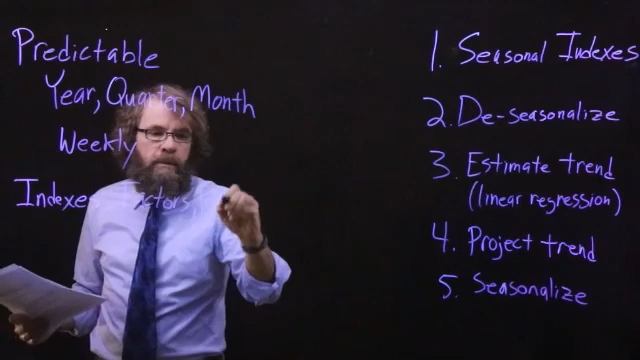 Predictable
Year, Quarter, Month
Weekly
Indexes Factors
1. Seasonal Indexes
2. De-seasonalize
3. Estimate trend
(linear regression)
4. Project trend
5. Seasonalize